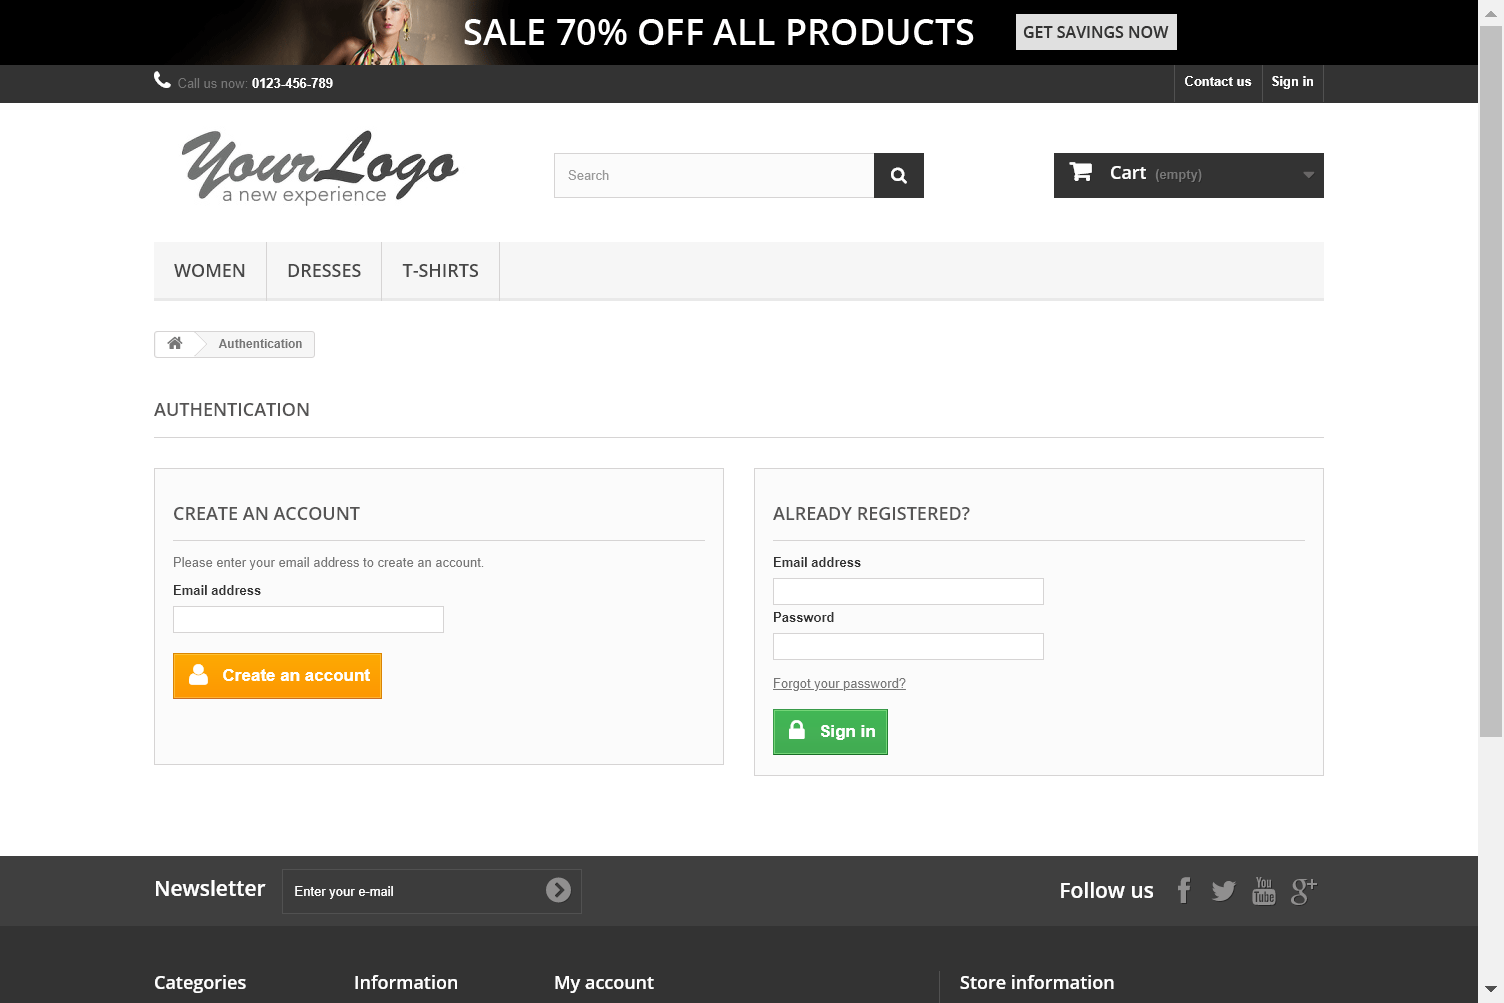 SALE 70% OFF ALL PRODUCTS
GET SAVINGS NOW
Call us now: 0123-456-789
Contact us
Sign in
Your Logo
a new experience
Search
Cart (empty)
WOMEN
DRESSES
T-SHIRTS
Authentication
AUTHENTICATION
CREATE AN ACCOUNT
Please enter your email address to create an account.
Email address
Create an account
ALREADY REGISTERED?
Email address
Password
Forgot your password?
Sign in
Newsletter
Enter your e-mail
Follow us
You
Tube
g+
Categories
Information
My account
Store information